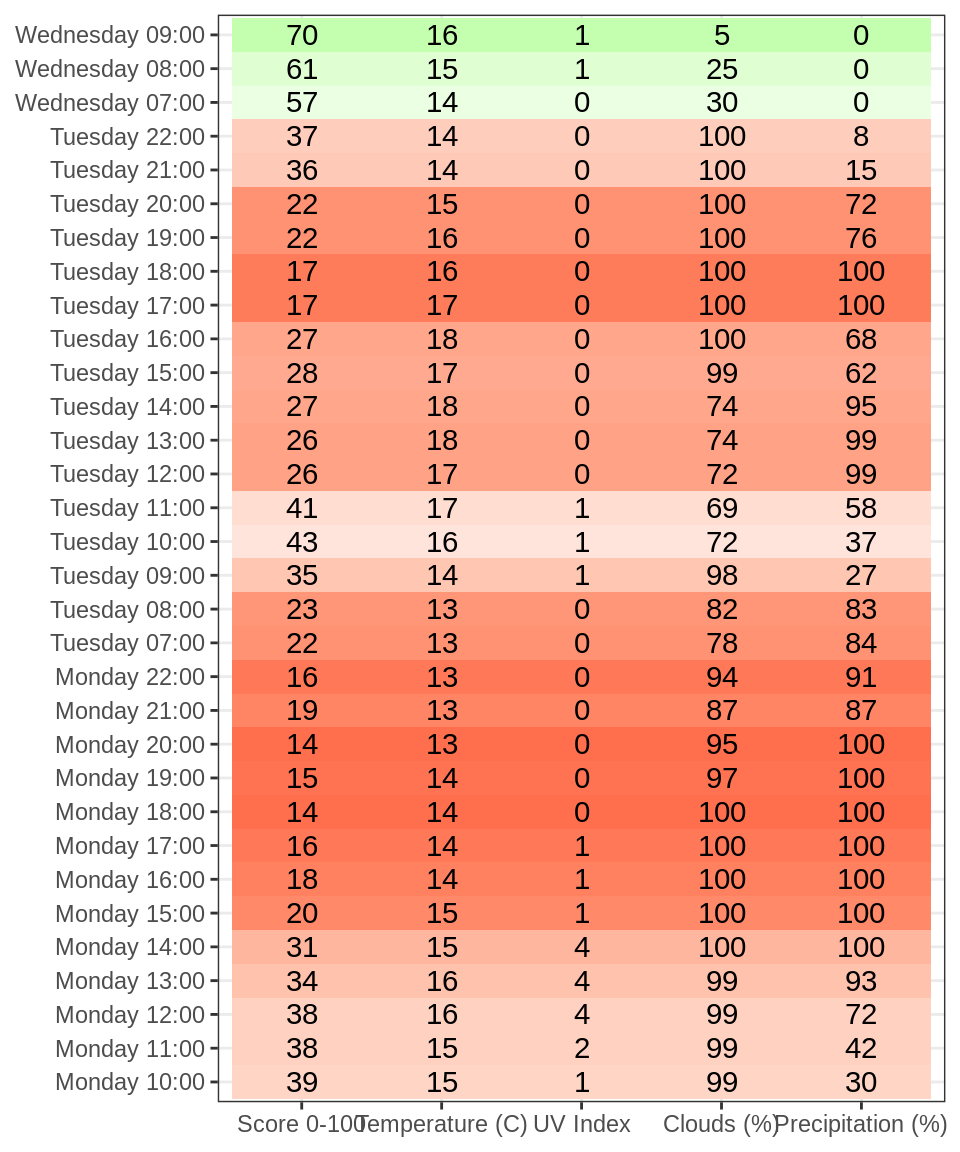 Wednesday 09:00 70 16 1 5 0
Wednesday 08:00 61 15 1 25 0
Wednesday 07:00 57 14 0 30 0
Tuesday 22:00 37 14 0 100 8
Tuesday 21:00 36 14 0 100 15
Tuesday 20:00 22 15 0 100 72
Tuesday 19:00 22 16 0 100 76
Tuesday 18:00 17 16 0 100 100
Tuesday 17:00 17 17 0 100 100
Tuesday 16:00 27 18 0 100 68
Tuesday 15:00 28 17 0 99 62
Tuesday 14:00 27 18 0 74 95
Tuesday 13:00 26 18 0 74 99
Tuesday 12:00 26 17 0 72 99
Tuesday 11:00 41 17 1 69 58
Tuesday 10:00 43 16 1 72 37
Tuesday 09:00 35 14 1 98 27
Tuesday 08:00 23 13 0 82 83
Tuesday 07:00 22 13 0 78 84
Monday 22:00 16 13 0 94 91
Monday 21:00 19 13 0 87 87
Monday 20:00 14 13 0 95 100
Monday 19:00 15 14 0 97 100
Monday 18:00 14 14 0 100 100
Monday 17:00 16 14 1 100 100
Monday 16:00 18 14 1 100 100
Monday 15:00 20 15 1 100 100
Monday 14:00 31 15 4 100 100
Monday 13:00 34 16 4 99 93
Monday 12:00 38 16 4 99 72
Monday 11:00 38 15 2 99 42
Monday 10:00 39 15 1 99 30
Score 0-100 Temperature (C) UV Index Clouds (%) Precipitation (%)